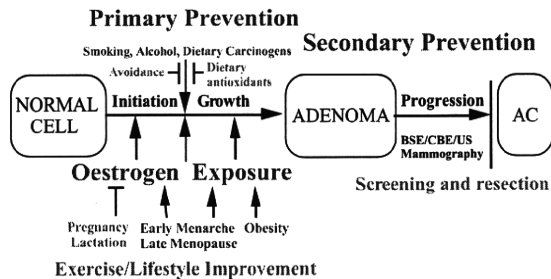 Primary Prevention
Smoking, Alcohol, Dietary Carcinogens
Secondary Prevention
Avoidance
Dietary
antioxidants
NORMAL
CELL
Initiation
Growth
ADENOMA
Progression
AC
BSE/CBE/US
Mammography
Oestrogen Exposure
Screening and resection
Pregnancy
Lactation
Early Menarche
Late Menopause
Obesity
Exercise/Lifestyle Improvement